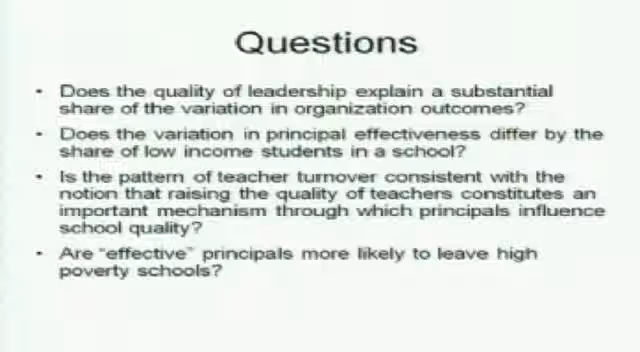 Questions
• Does the quality of leadership explain a substantial
share of the variation in organization outcomes?
• Does the variation in principal effectiveness differ by the
share of low income students in a school?
• Is the pattern of teacher turnover consistent with the
notion that raising the quality of teachers constitutes an
important mechanism through which principals influence
school quality?
• Are "effective" principals more likely to leave high
poverty schools?